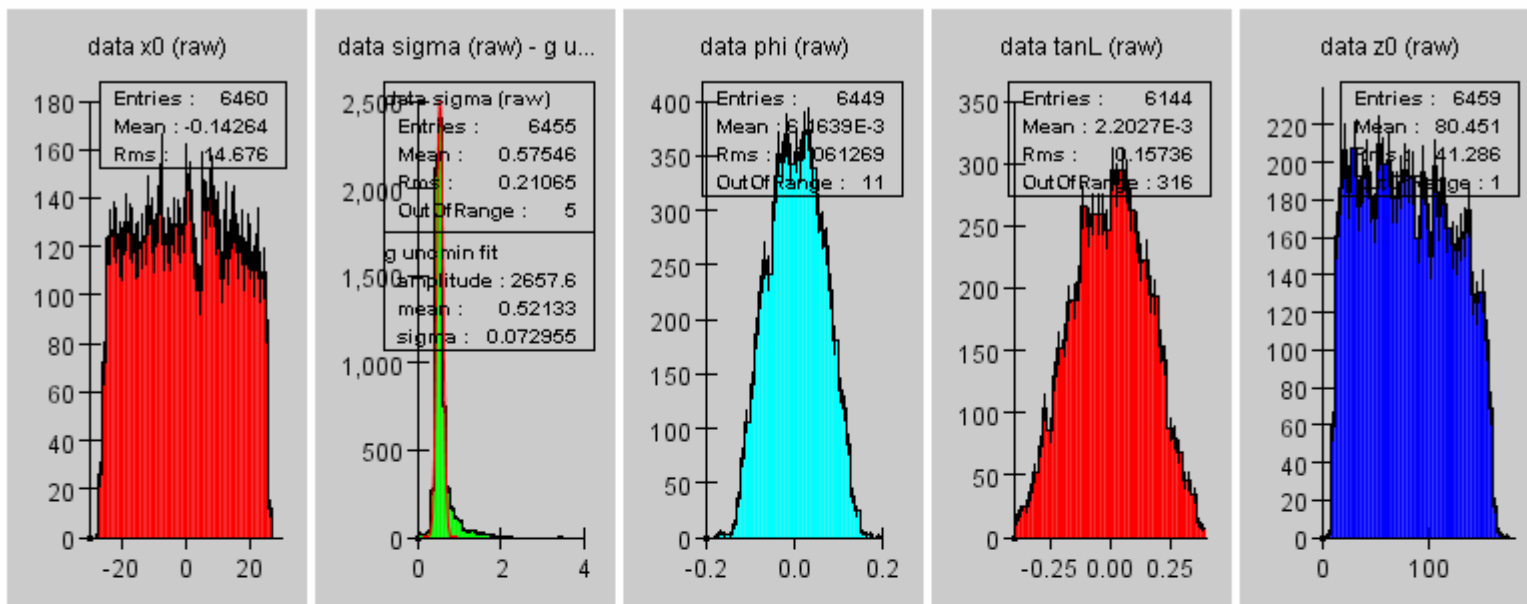 data x0 (raw)
Entries : 6460
Mean : -0.14264
Rms : 14.676
180
160
140
120
100
80
60
40
20
0
-20 0 20
data sigma (raw) - g u...
data sigma (raw)
Entries : 6455
Mean : 0.57546
Rms : 0.21065
OutOfRange : 5
g uncmin fit
amplitude : 2657.6
mean : 0.52133
sigma : 0.072955
2,500
2,000
1,500
1,000
500
0
0 2 4
data phi (raw)
Entries : 6449
Mean :
Rms :
OutOfRange : 11
400
350
300
250
200
150
100
50
0
-0.2 0.0 0.2
data tanL (raw)
Entries : 6144
Mean : 2.2027E-3
Rms : 0.15736
OutOfRange : 316
350
300
250
200
150
100
50
0
-0.25 0.00 0.25
data z0 (raw)
Entries : 6459
Mean : 80.451
Rms : 41.286
OutOfRange : 1
220
200
180
160
140
120
100
80
60
40
20
0
0 100